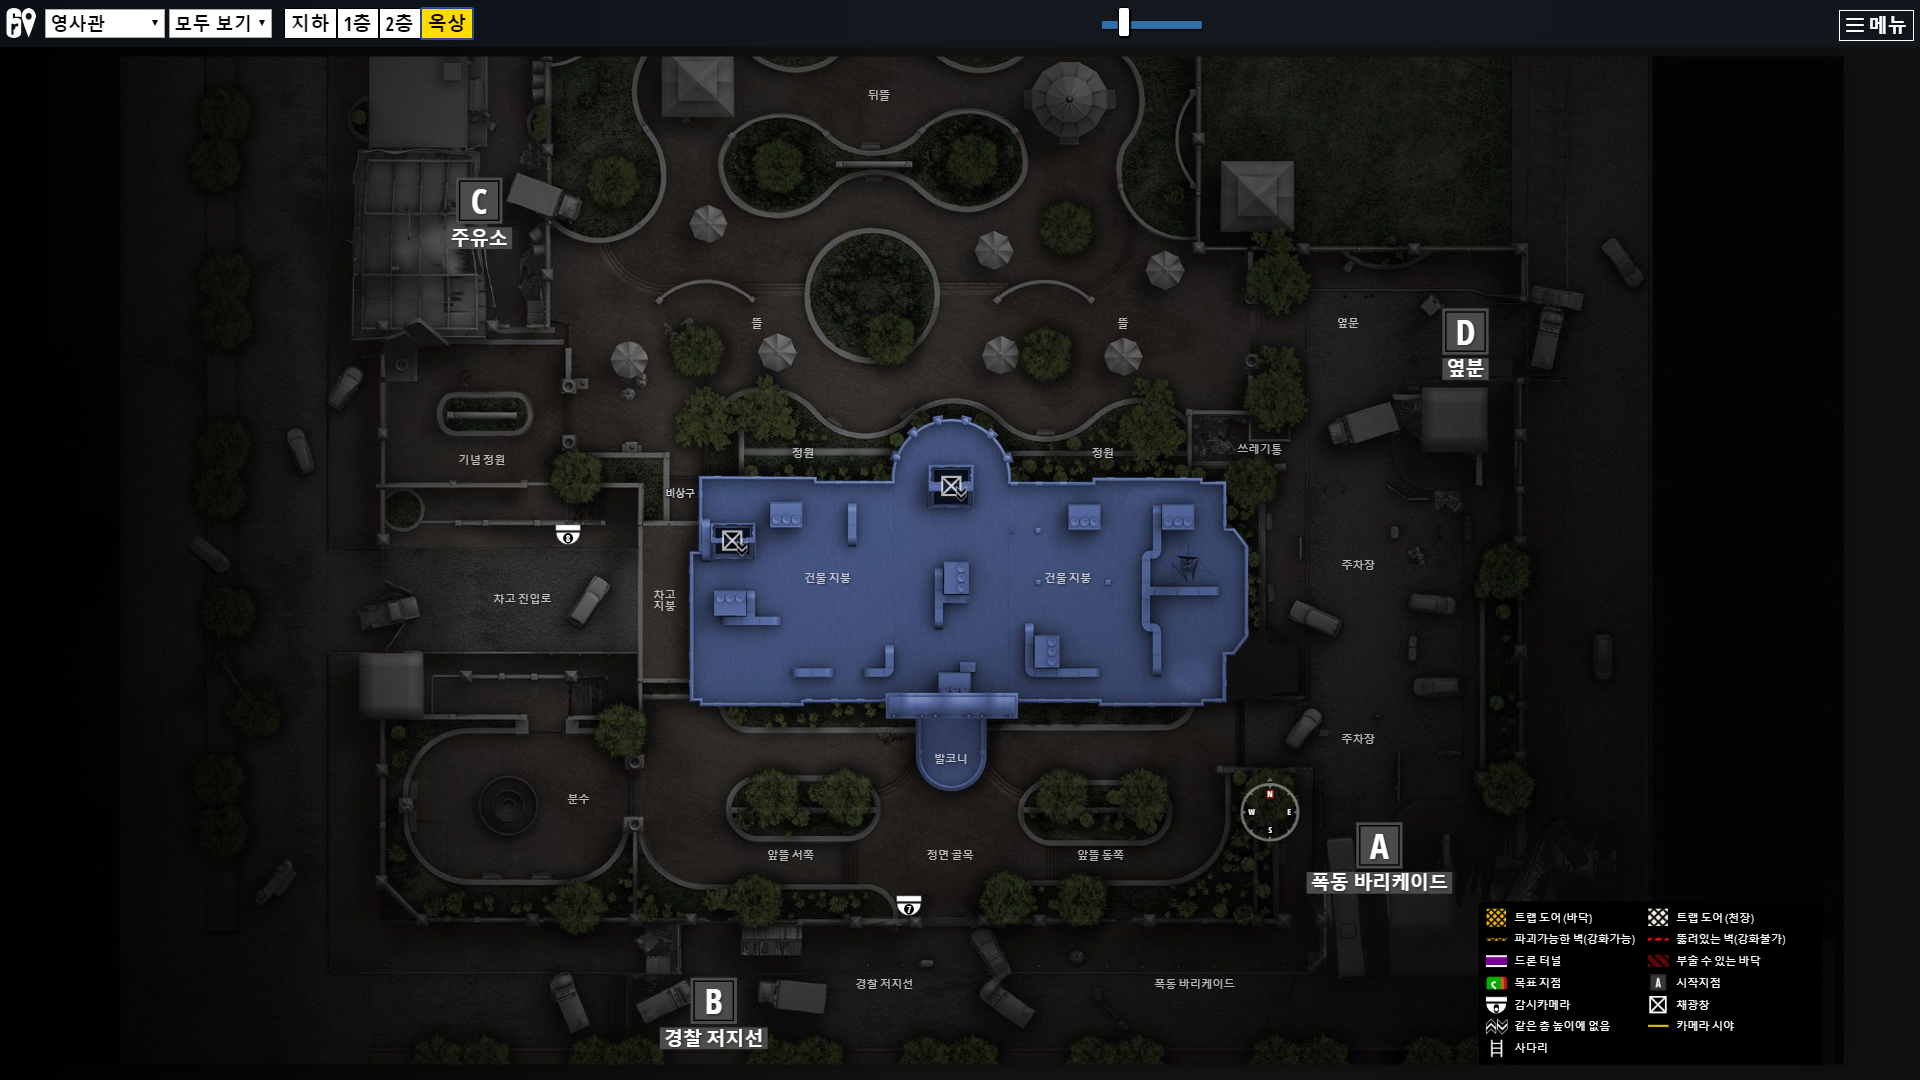 영사관 ▼ 모두 보기 ▼ 지하 1층 2층 옥상 메뉴
뒤뜰
C
주유소
뜰
뜰
옆문
D
옆문
기념 정원
정원
정원
쓰레기통
비상구
8
건물 지붕
건물 지붕
주차장
차고 진입로
차고
지붕
주차장
발코니
분수
N
W E
S
앞뜰 서쪽
정면 골목
앞뜰 동쪽
A
폭동 바리케이드
7
경찰 저지선
폭동 바리케이드
B
경찰 저지선
트랩 도어 (바닥) 트랩 도어 (천장)
파괴가능한 벽(강화가능) 뚫려있는 벽(강화불가)
드론 터널 부술 수 있는 바닥
C 목표 지점 A 시작지점
감시카메라 채광창
같은 층 높이에 없음 카메라 시야
사다리